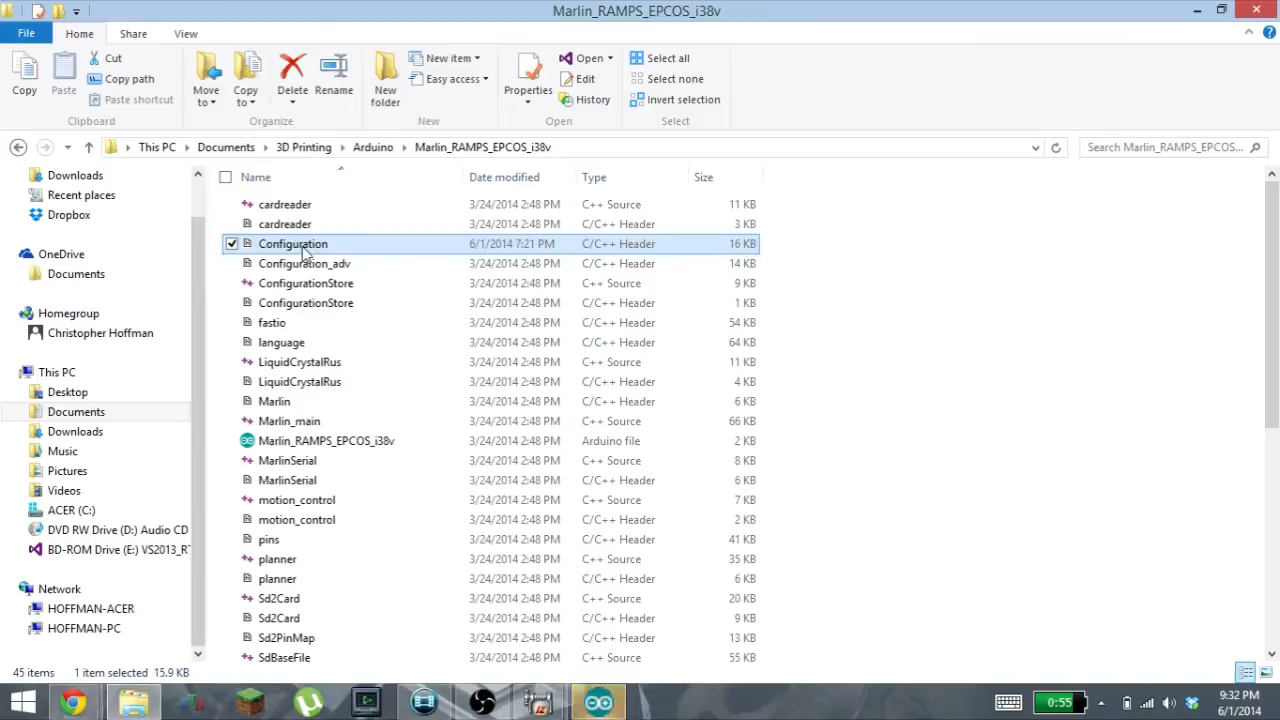 Marlin_RAMPS_EPCOS_i38v
File Home Share View
Copy
Paste
Cut
Copy path
Paste shortcut
Clipboard
Move to
Copy to
Delete
Rename
Organize
New folder
New item
Easy access
New
Properties
Open
Edit
History
Open
Select all
Select none
Invert selection
Select
This PC Documents 3D Printing Arduino Marlin_RAMPS_EPCOS_i38v
Search Marlin_RAMPS_EPCOS...
Downloads
Recent places
Dropbox
OneDrive
Documents
Homegroup
Christopher Hoffman
This PC
Desktop
Documents
Downloads
Music
Pictures
Videos
ACER (C:)
DVD RW Drive (D:) Audio CD
BD-ROM Drive (E:) VS2013_RT
Network
HOFFMAN-ACER
HOFFMAN-PC
Name Date modified Type Size
cardreader 3/24/2014 2:48 PM C++ Source 11 KB
cardreader 3/24/2014 2:48 PM C/C++ Header 3 KB
Configuration 6/1/2014 7:21 PM C/C++ Header 16 KB
Configuration_adv 3/24/2014 2:48 PM C/C++ Header 14 KB
ConfigurationStore 3/24/2014 2:48 PM C++ Source 9 KB
ConfigurationStore 3/24/2014 2:48 PM C/C++ Header 1 KB
fastio 3/24/2014 2:48 PM C/C++ Header 54 KB
language 3/24/2014 2:48 PM C/C++ Header 64 KB
LiquidCrystalRus 3/24/2014 2:48 PM C++ Source 11 KB
LiquidCrystalRus 3/24/2014 2:48 PM C/C++ Header 4 KB
Marlin 3/24/2014 2:48 PM C/C++ Header 6 KB
Marlin_main 3/24/2014 2:48 PM C++ Source 66 KB
Marlin_RAMPS_EPCOS_i38v 3/24/2014 2:48 PM Arduino file 2 KB
MarlinSerial 3/24/2014 2:48 PM C++ Source 8 KB
MarlinSerial 3/24/2014 2:48 PM C/C++ Header 6 KB
motion_control 3/24/2014 2:48 PM C++ Source 7 KB
motion_control 3/24/2014 2:48 PM C/C++ Header 2 KB
pins 3/24/2014 2:48 PM C/C++ Header 41 KB
planner 3/24/2014 2:48 PM C++ Source 35 KB
planner 3/24/2014 2:48 PM C/C++ Header 6 KB
Sd2Card 3/24/2014 2:48 PM C++ Source 20 KB
Sd2Card 3/24/2014 2:48 PM C/C++ Header 9 KB
Sd2PinMap 3/24/2014 2:48 PM C/C++ Header 13 KB
SdBaseFile 3/24/2014 2:48 PM C++ Source 55 KB
45 items 1 item selected 15.9 KB
0:55
9:32 PM
6/1/2014